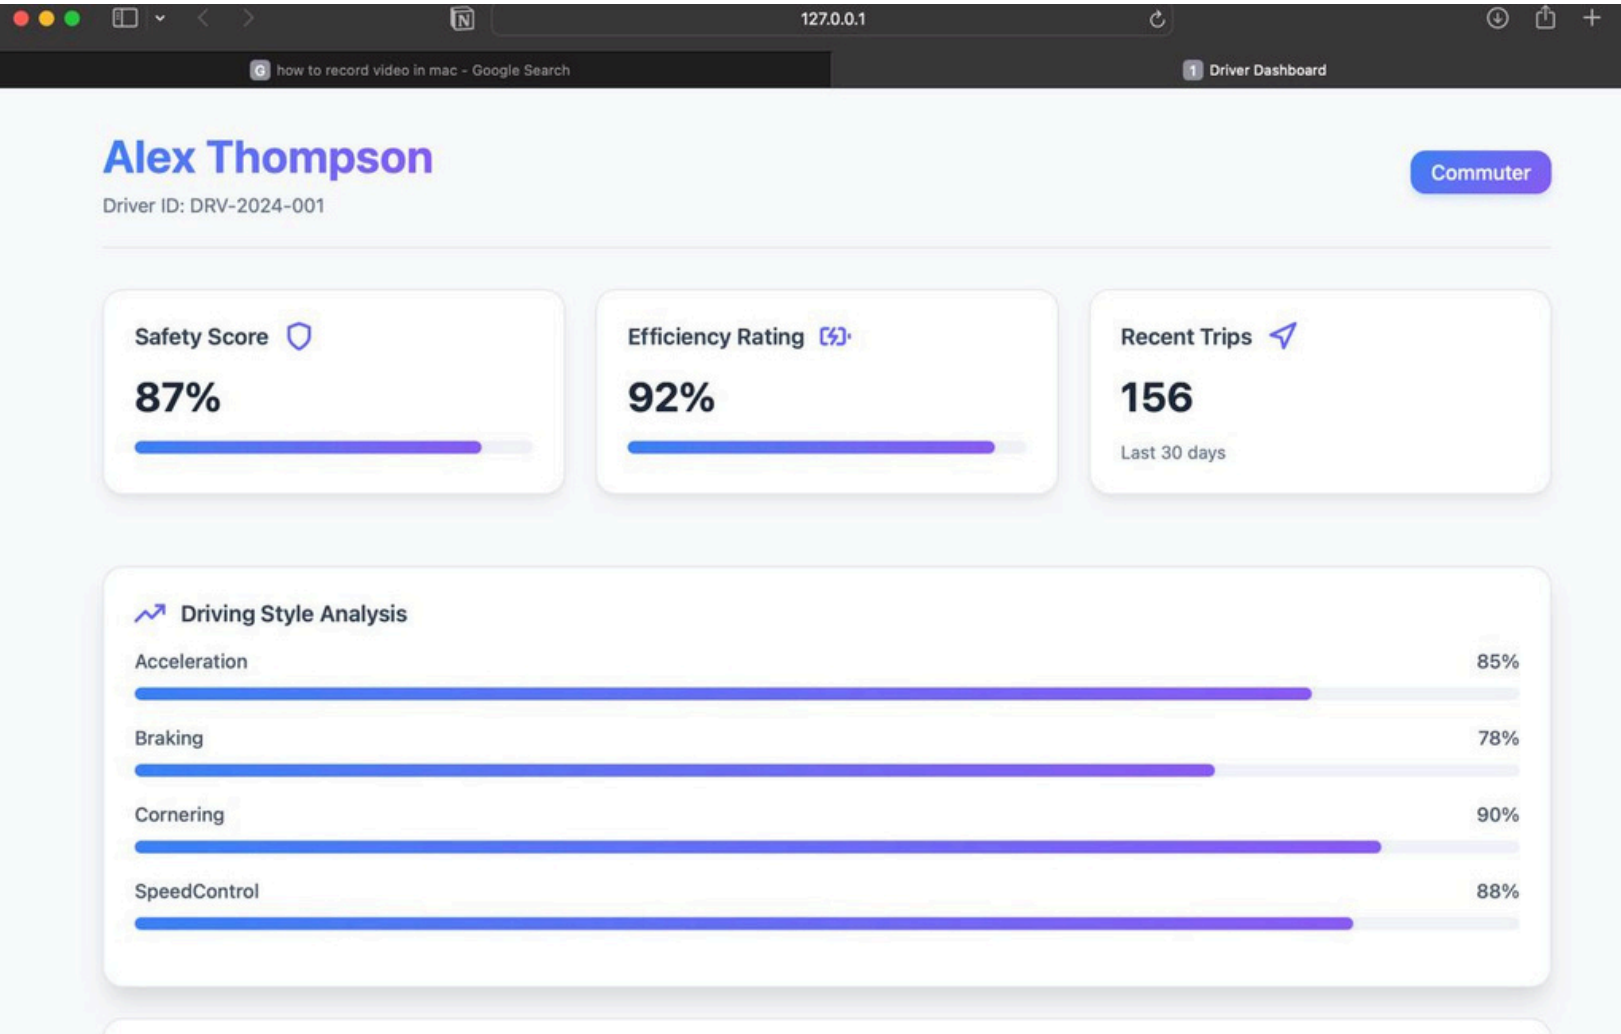 127.0.0.1
G how to record video in mac - Google Search
1 Driver Dashboard
Alex Thompson
Commuter
Driver ID: DRV-2024-001
Safety Score
87%
Efficiency Rating
92%
Recent Trips
156
Last 30 days
Driving Style Analysis
Acceleration 85%
Braking 78%
Cornering 90%
SpeedControl 88%